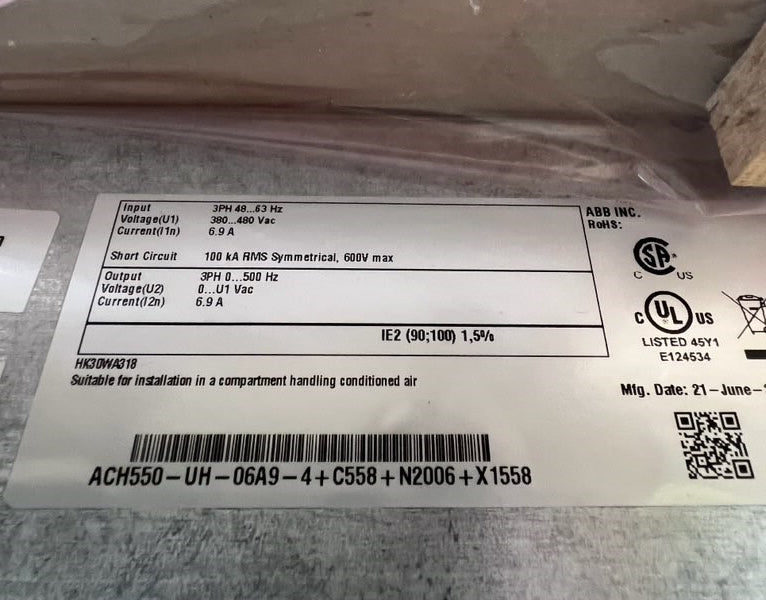 Input 3PH 48...63 Hz
Voltage(U1) 380...480 Vac
Current(I1n) 6.9 A
Short Circuit 100 kA RMS Symmetrical, 600V max
Output 3PH 0...500 Hz
Voltage(U2) 0...U1 Vac
Current(I2n) 6.9 A
IE2 (90;100) 1,5%
HK30WA318
Suitable for installation in a compartment handling conditioned air
ACH550-UH-06A9-4+C558+N2006+X1558
ABB INC.
RoHS:
SA
C US
C UL US
LISTED 45Y1
E124534
Mfg. Date: 21-June-